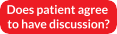 Does patient agree
to have discussion?